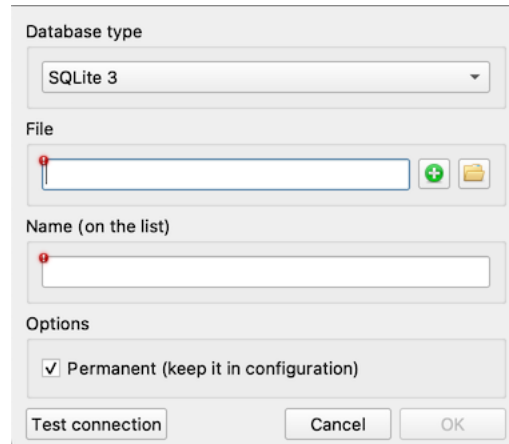 Database type
SQLite 3
File
Name (on the list)
Options
Permanent (keep it in configuration)
Test connection
Cancel
OK